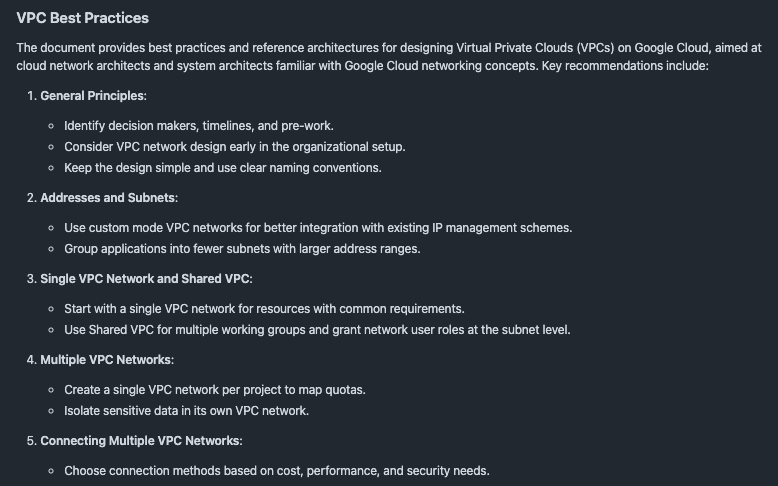 VPC Best Practices
The document provides best practices and reference architectures for designing Virtual Private Clouds (VPCs) on Google Cloud, aimed at
cloud network architects and system architects familiar with Google Cloud networking concepts. Key recommendations include:
1. General Principles:
◦ Identify decision makers, timelines, and pre-work.
◦ Consider VPC network design early in the organizational setup.
◦ Keep the design simple and use clear naming conventions.
2. Addresses and Subnets:
◦ Use custom mode VPC networks for better integration with existing IP management schemes.
◦ Group applications into fewer subnets with larger address ranges.
3. Single VPC Network and Shared VPC:
◦ Start with a single VPC network for resources with common requirements.
◦ Use Shared VPC for multiple working groups and grant network user roles at the subnet level.
4. Multiple VPC Networks:
◦ Create a single VPC network per project to map quotas.
◦ Isolate sensitive data in its own VPC network.
5. Connecting Multiple VPC Networks:
◦ Choose connection methods based on cost, performance, and security needs.